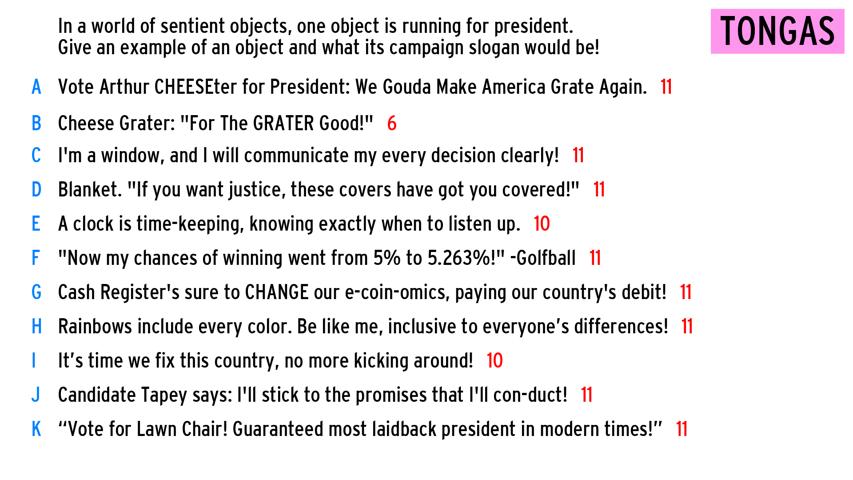 In a world of sentient objects, one object is running for president.
Give an example of an object and what its campaign slogan would be!
TONGAS
A Vote Arthur CHEESEter for President: We Gouda Make America Grate Again. 11
B Cheese Grater: "For The GRATER Good!" 6
C I'm a window, and I will communicate my every decision clearly! 11
D Blanket. "If you want justice, these covers have got you covered!" 11
E A clock is time-keeping, knowing exactly when to listen up. 10
F "Now my chances of winning went from 5% to 5.263%!" -Golfball 11
G Cash Register's sure to CHANGE our e-coin-omics, paying our country's debit! 11
H Rainbows include every color. Be like me, inclusive to everyone’s differences! 11
I It’s time we fix this country, no more kicking around! 10
J Candidate Tapey says: I'll stick to the promises that I'll con-duct! 11
K “Vote for Lawn Chair! Guaranteed most laidback president in modern times!” 11